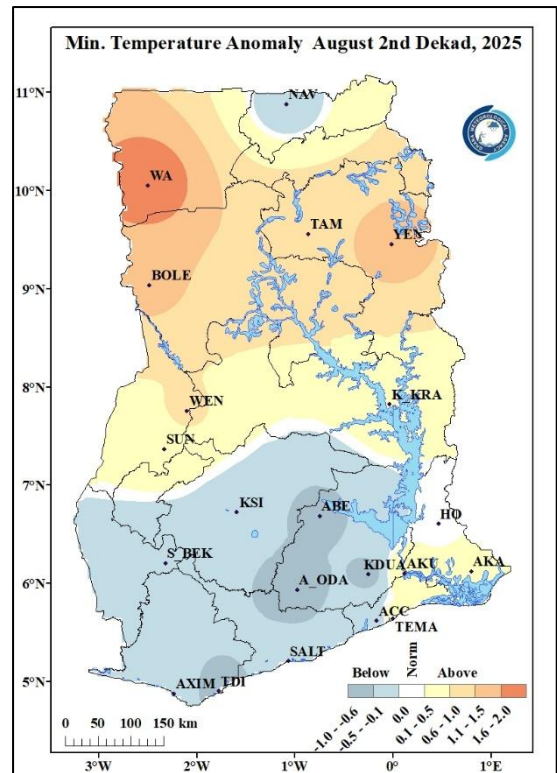 Min. Temperature Anomaly August 2nd Dekad, 2025
11°N
NAV
WA
10°N
TAM
YEN
BOLE
9°N
8°N
WEN
K_KRA
SUN
7°N
KSI
ABE
HO
S_BEK
KDUA
AKU
AKA
6°N
A_ODA
ACC
TEMA
SALT
AXIM
TDI
5°N
Below
Norm
Above
-1.0 - -0.6
-0.5 - -0.1
0.0
0.1 - 0.5
0.6 - 1.0
1.1 - 1.5
1.6 - 2.0
0 50 100 150 km
3°W 2°W 1°W 0° 1°E